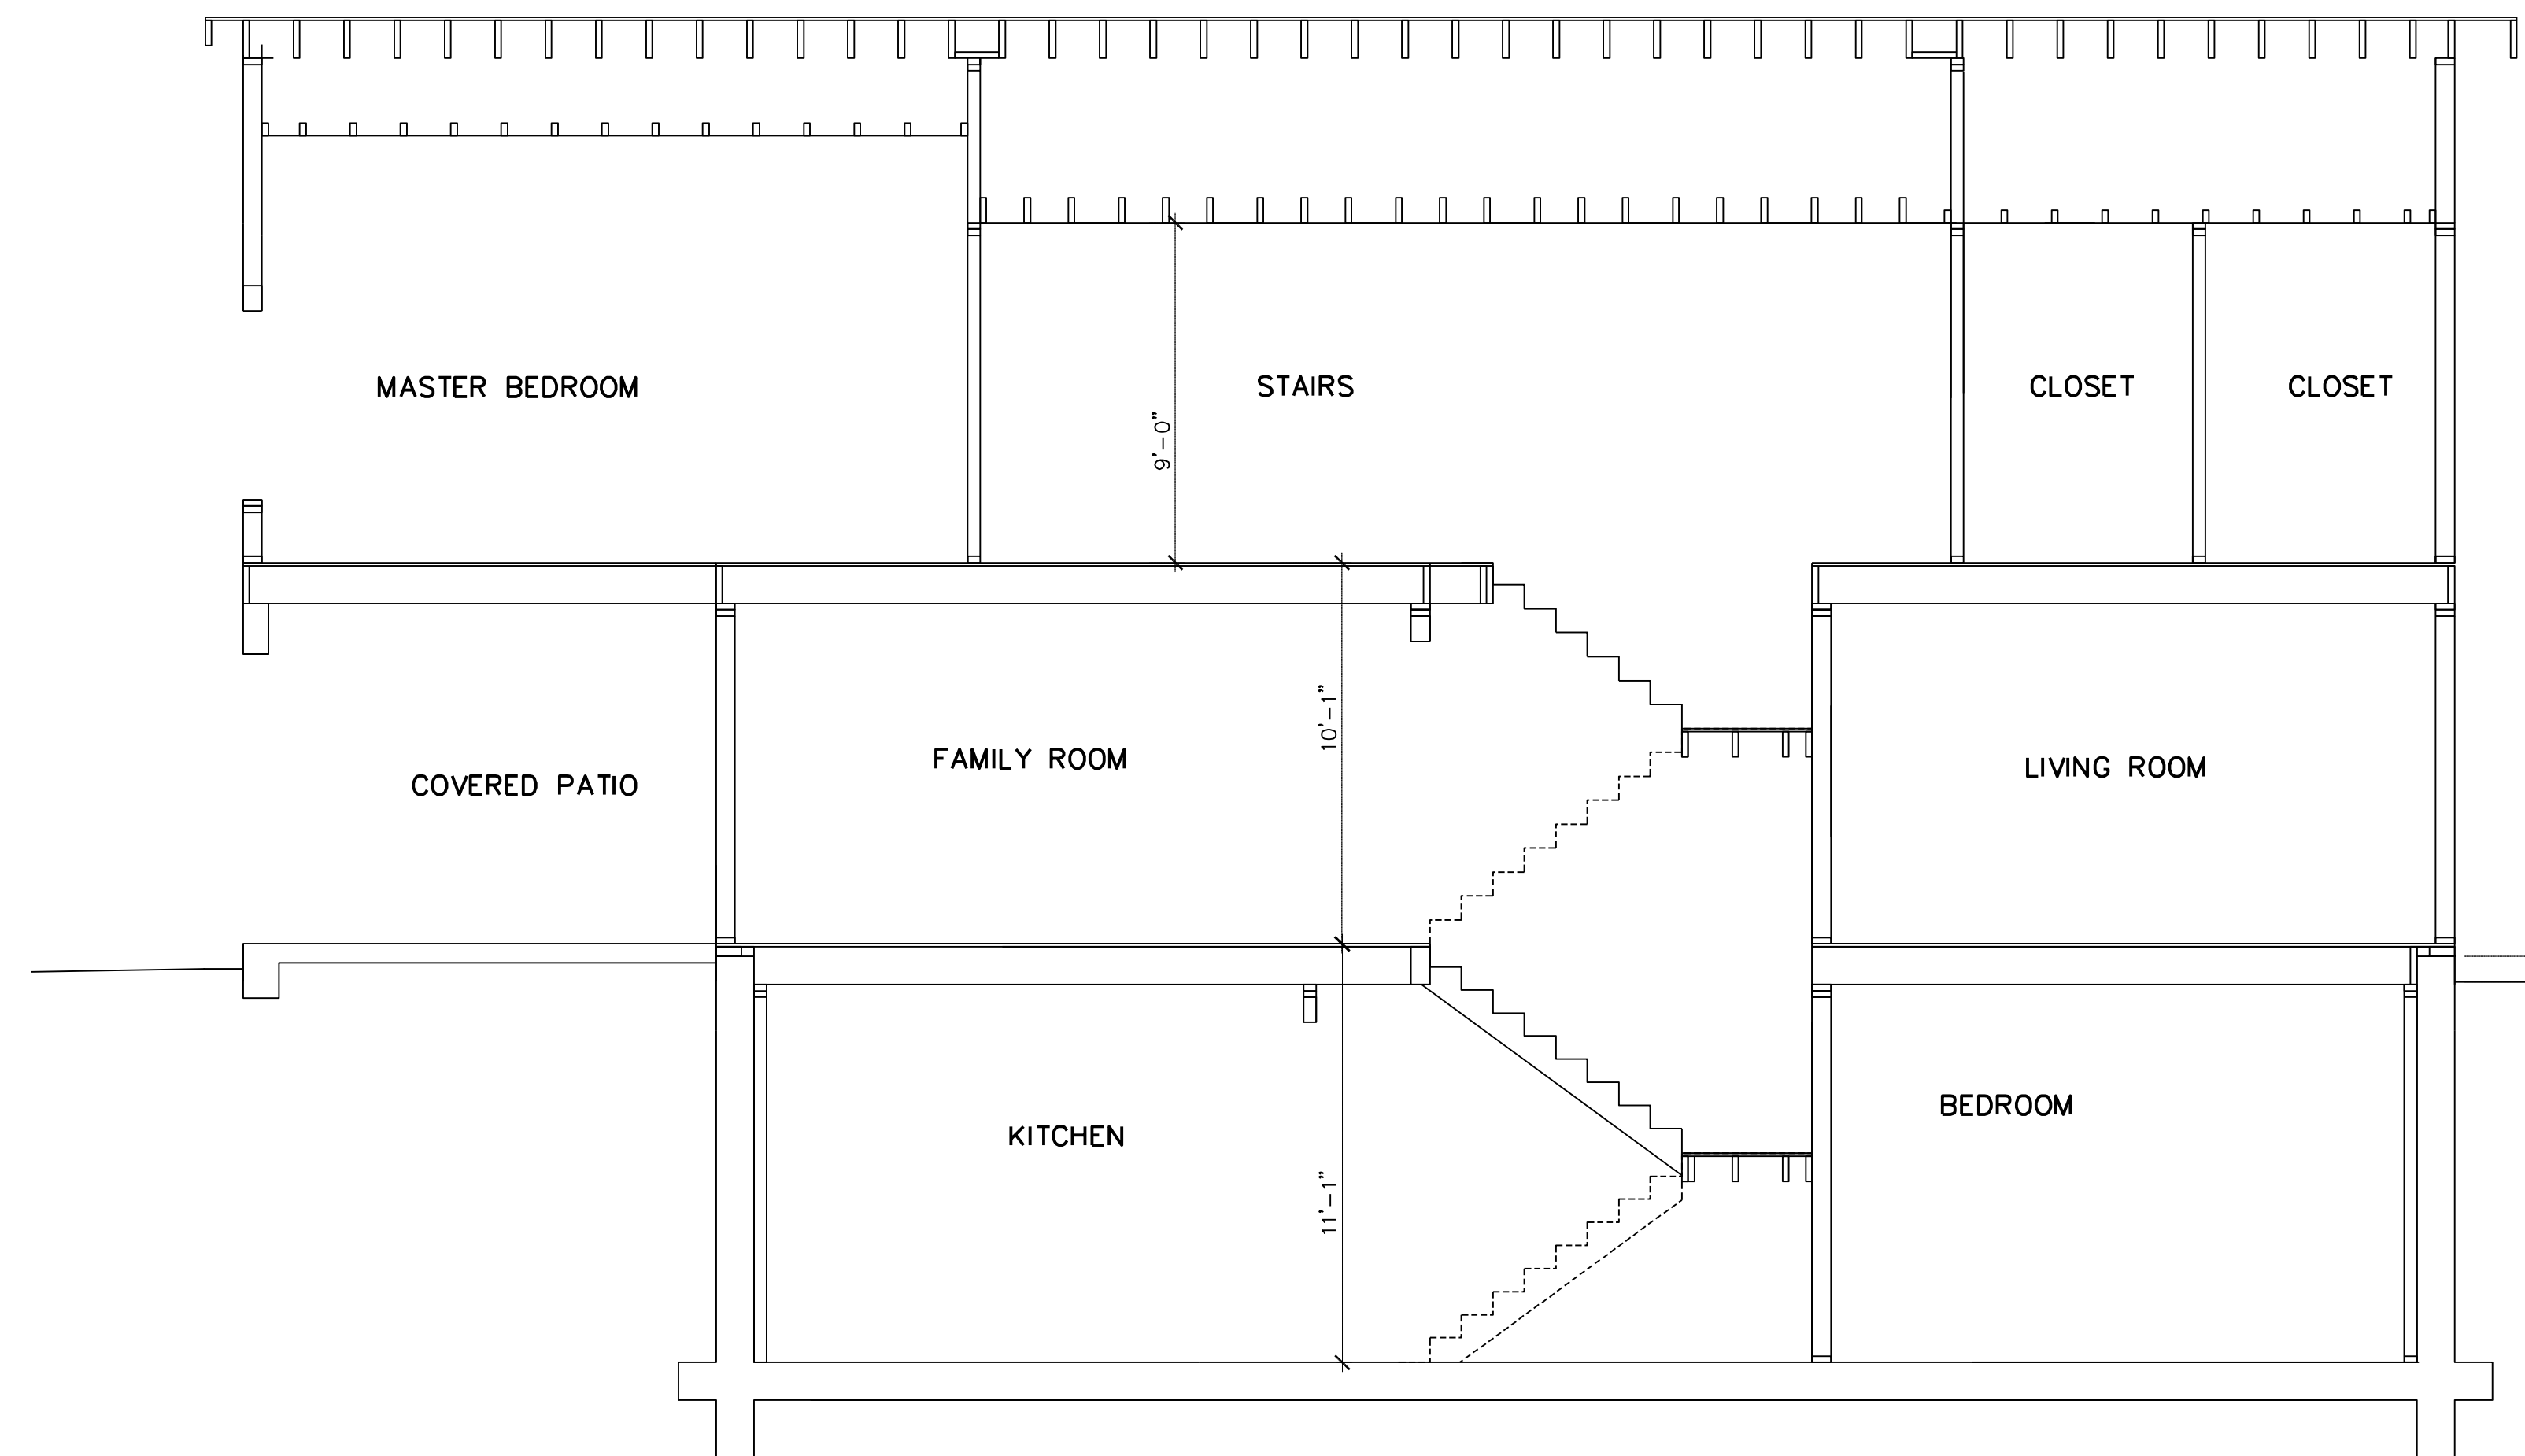 MASTER BEDROOM
STAIRS
CLOSET
CLOSET
9'-0"
COVERED PATIO
FAMILY ROOM
10'-1"
LIVING ROOM
KITCHEN
11'-1"
BEDROOM